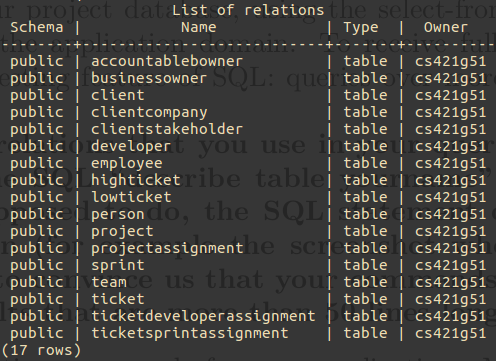 List of relations
Schema | Name | Type | Owner
--------+---------------------------+-------+----------
public | accountablebowner | table | cs421g51
public | businessowner | table | cs421g51
public | client | table | cs421g51
public | clientcompany | table | cs421g51
public | clientstakeholder | table | cs421g51
public | developer | table | cs421g51
public | employee | table | cs421g51
public | highticket | table | cs421g51
public | lowticket | table | cs421g51
public | person | table | cs421g51
public | project | table | cs421g51
public | projectassignment | table | cs421g51
public | sprint | table | cs421g51
public | team | table | cs421g51
public | ticket | table | cs421g51
public | ticketdeveloperassignment | table | cs421g51
public | ticketsprintassignment | table | cs421g51
(17 rows)